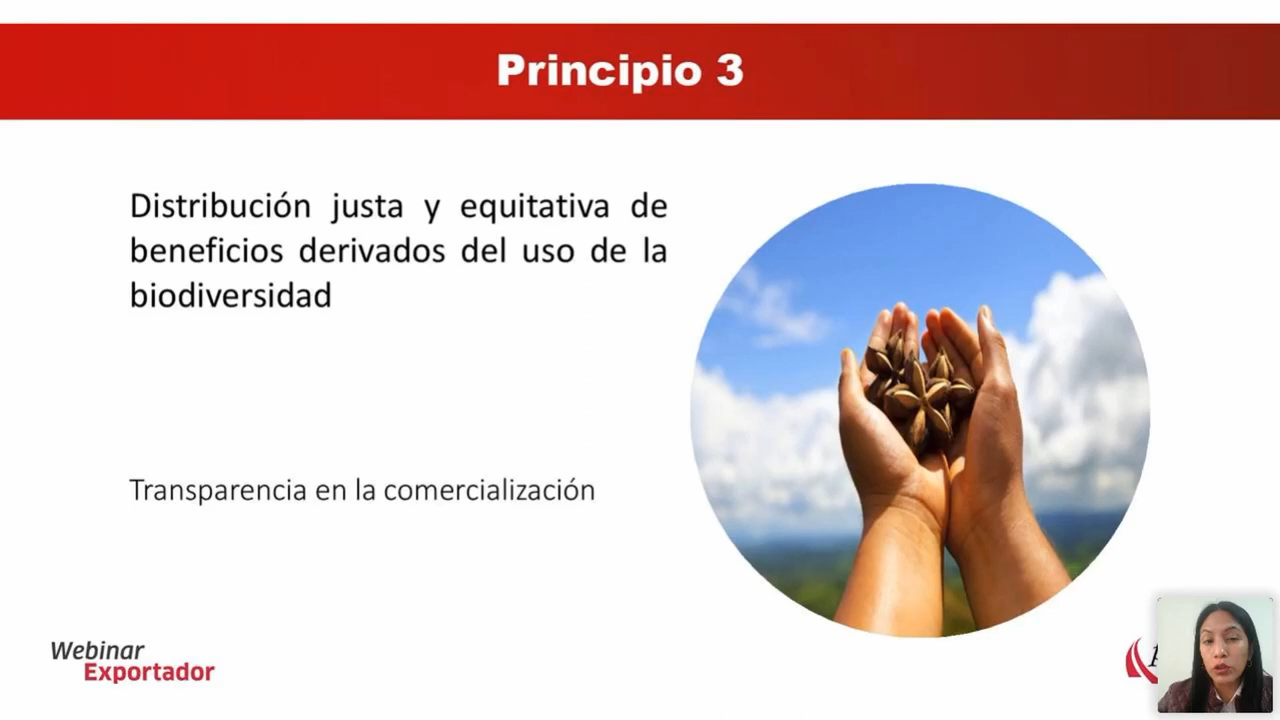 Principio 3
Distribución justa y equitativa de
beneficios derivados del uso de la
biodiversidad
Transparencia en la comercialización
Webinar
Exportador